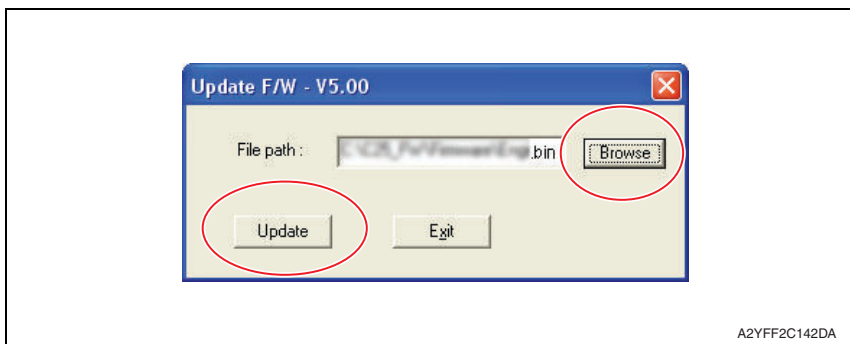 Update F/W - V5.00
File path :
.bin
Browse
Update
Exit
A2YFF2C142DA